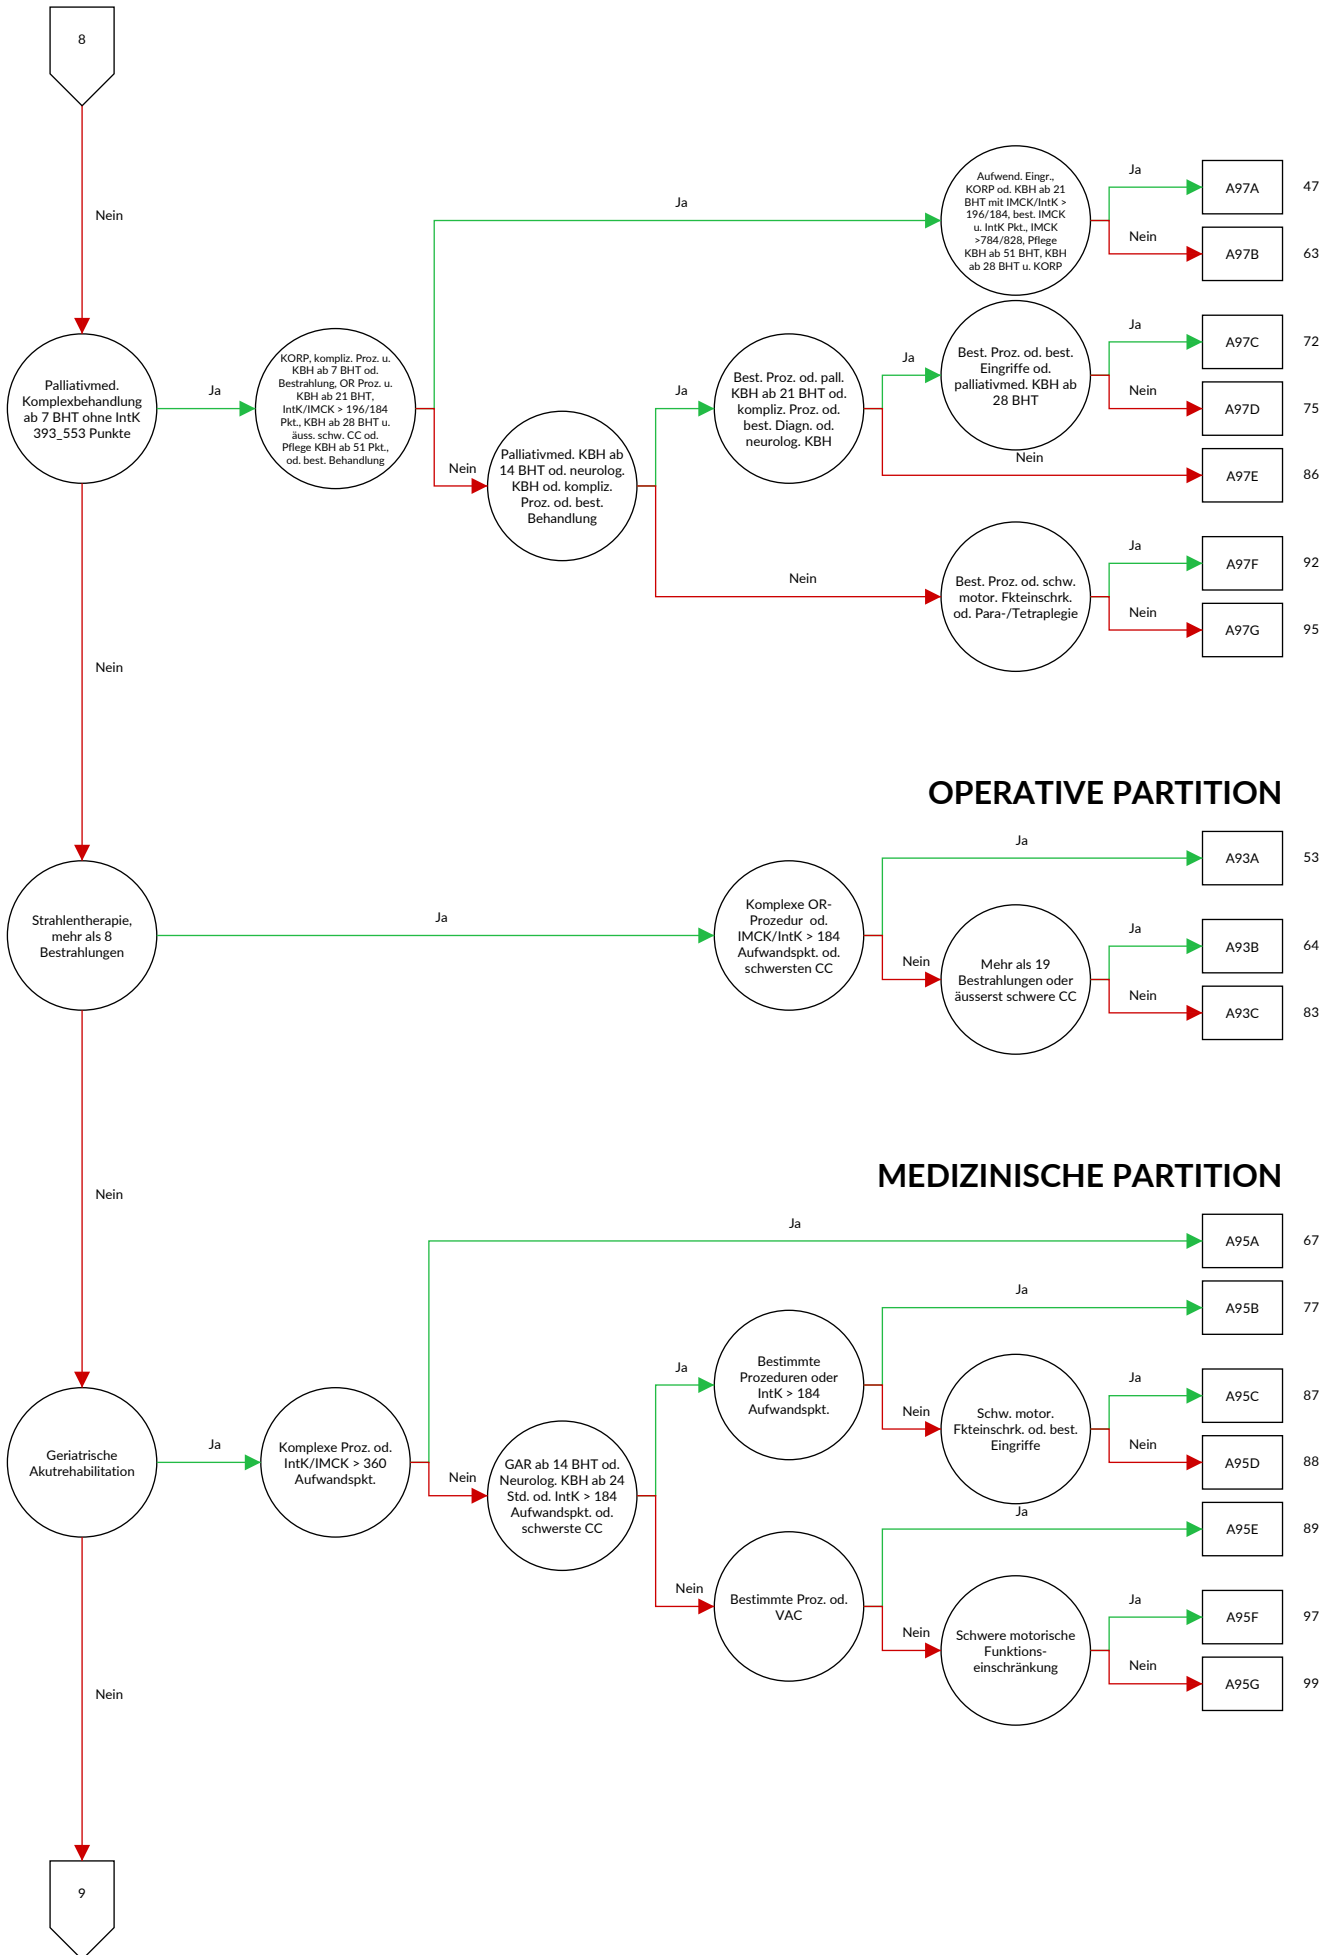 8
Nein
Palliativmed.
Komplexbehandlung
ab 7 BHT ohne IntK
393_553 Punkte
Ja
KORP, kompliz. Proz. u.
KBH ab 7 BHT od.
Bestrahlung, OR Proz. u.
KBH ab 21 BHT,
IntK/IMCK > 196/184
Pkt., KBH ab 28 BHT u.
äuss. schw. CC od.
Pflege KBH ab 51 Pkt.,
od. best. Behandlung
Ja
Aufwend. Eingr.,
KORP od. KBH ab 21
BHT mit IMCK/IntK >
196/184, best. IMCK
u. IntK Pkt., IMCK
>784/828, Pflege
KBH ab 51 BHT, KBH
ab 28 BHT u. KORP
Ja
A97A
47
Nein
A97B
63
Nein
Palliativmed. KBH ab
14 BHT od. neurolog.
KBH od. kompliz.
Proz. od. best.
Behandlung
Ja
Best. Proz. od. pall.
KBH ab 21 BHT od.
kompliz. Proz. od.
best. Diagn. od.
neurolog. KBH
Ja
Best. Proz. od. best.
Eingriffe od.
palliativmed. KBH ab
28 BHT
Ja
A97C
72
Nein
A97D
75
Nein
A97E
86
Nein
Best. Proz. od. schw.
motor. Fkteinschrk.
od. Para-/Tetraplegie
Ja
A97F
92
Nein
A97G
95
Nein
OPERATIVE PARTITION
Strahlentherapie,
mehr als 8
Bestrahlungen
Ja
Komplexe OR-
Prozedur od.
IMCK/IntK > 184
Aufwandspkt. od.
schwersten CC
Ja
A93A
53
Nein
Mehr als 19
Bestrahlungen oder
äusserst schwere CC
Ja
A93B
64
Nein
A93C
83
Nein
MEDIZINISCHE PARTITION
Geriatrische
Akutrehabilitation
Ja
Komplexe Proz. od.
IntK/IMCK > 360
Aufwandspkt.
Ja
A95A
67
Nein
GAR ab 14 BHT od.
Neurolog. KBH ab 24
Std. od. IntK > 184
Aufwandspkt. od.
schwerste CC
Ja
Bestimmte
Prozeduren oder
IntK > 184
Aufwandspkt.
Ja
A95B
77
Nein
Schw. motor.
Fkteinschrk. od. best.
Eingriffe
Ja
A95C
87
Nein
A95D
88
Nein
Bestimmte Proz. od.
VAC
Ja
A95E
89
Nein
Schwere motorische
Funktions-
einschränkung
Ja
A95F
97
Nein
A95G
99
Nein
9